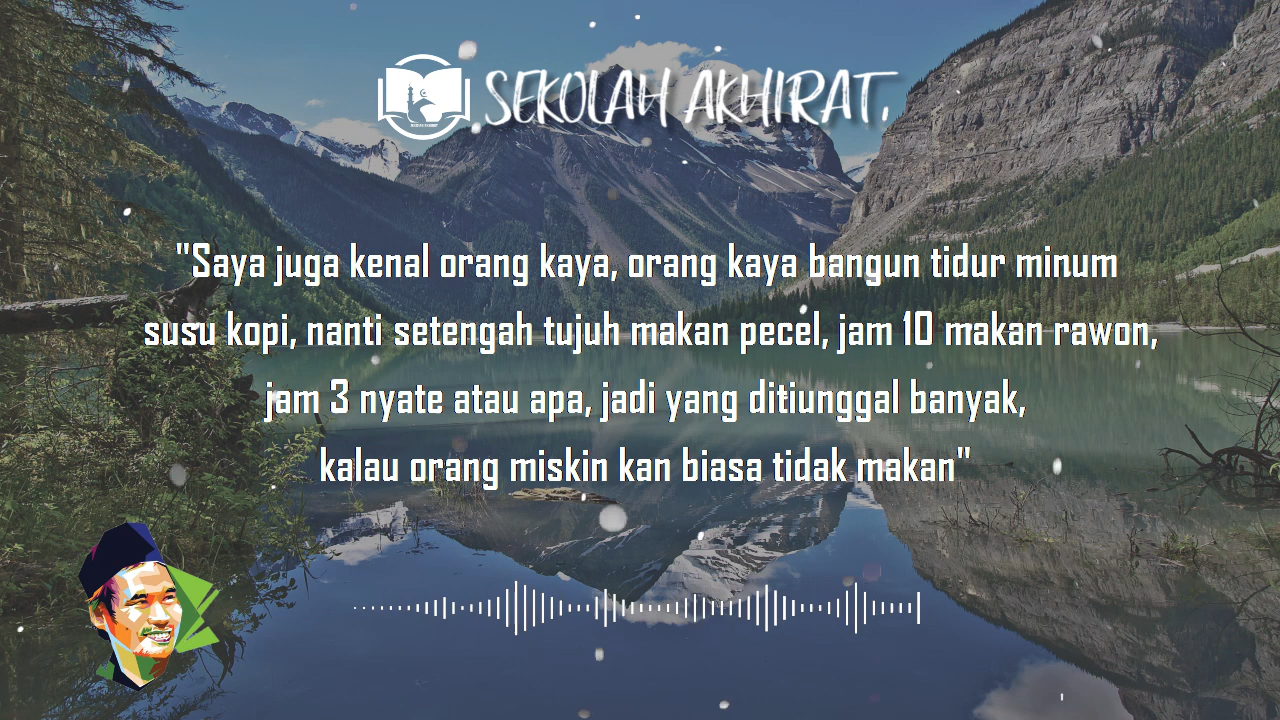 SEKOLAH AKHIRAT.
"Saya juga kenal orang kaya, orang kaya bangun tidur minum
susu kopi, nanti setengah tujuh makan pecel, jam 10 makan rawon,
jam 3 nyate atau apa, jadi yang ditiunggal banyak,
kalau orang miskin kan biasa tidak makan"